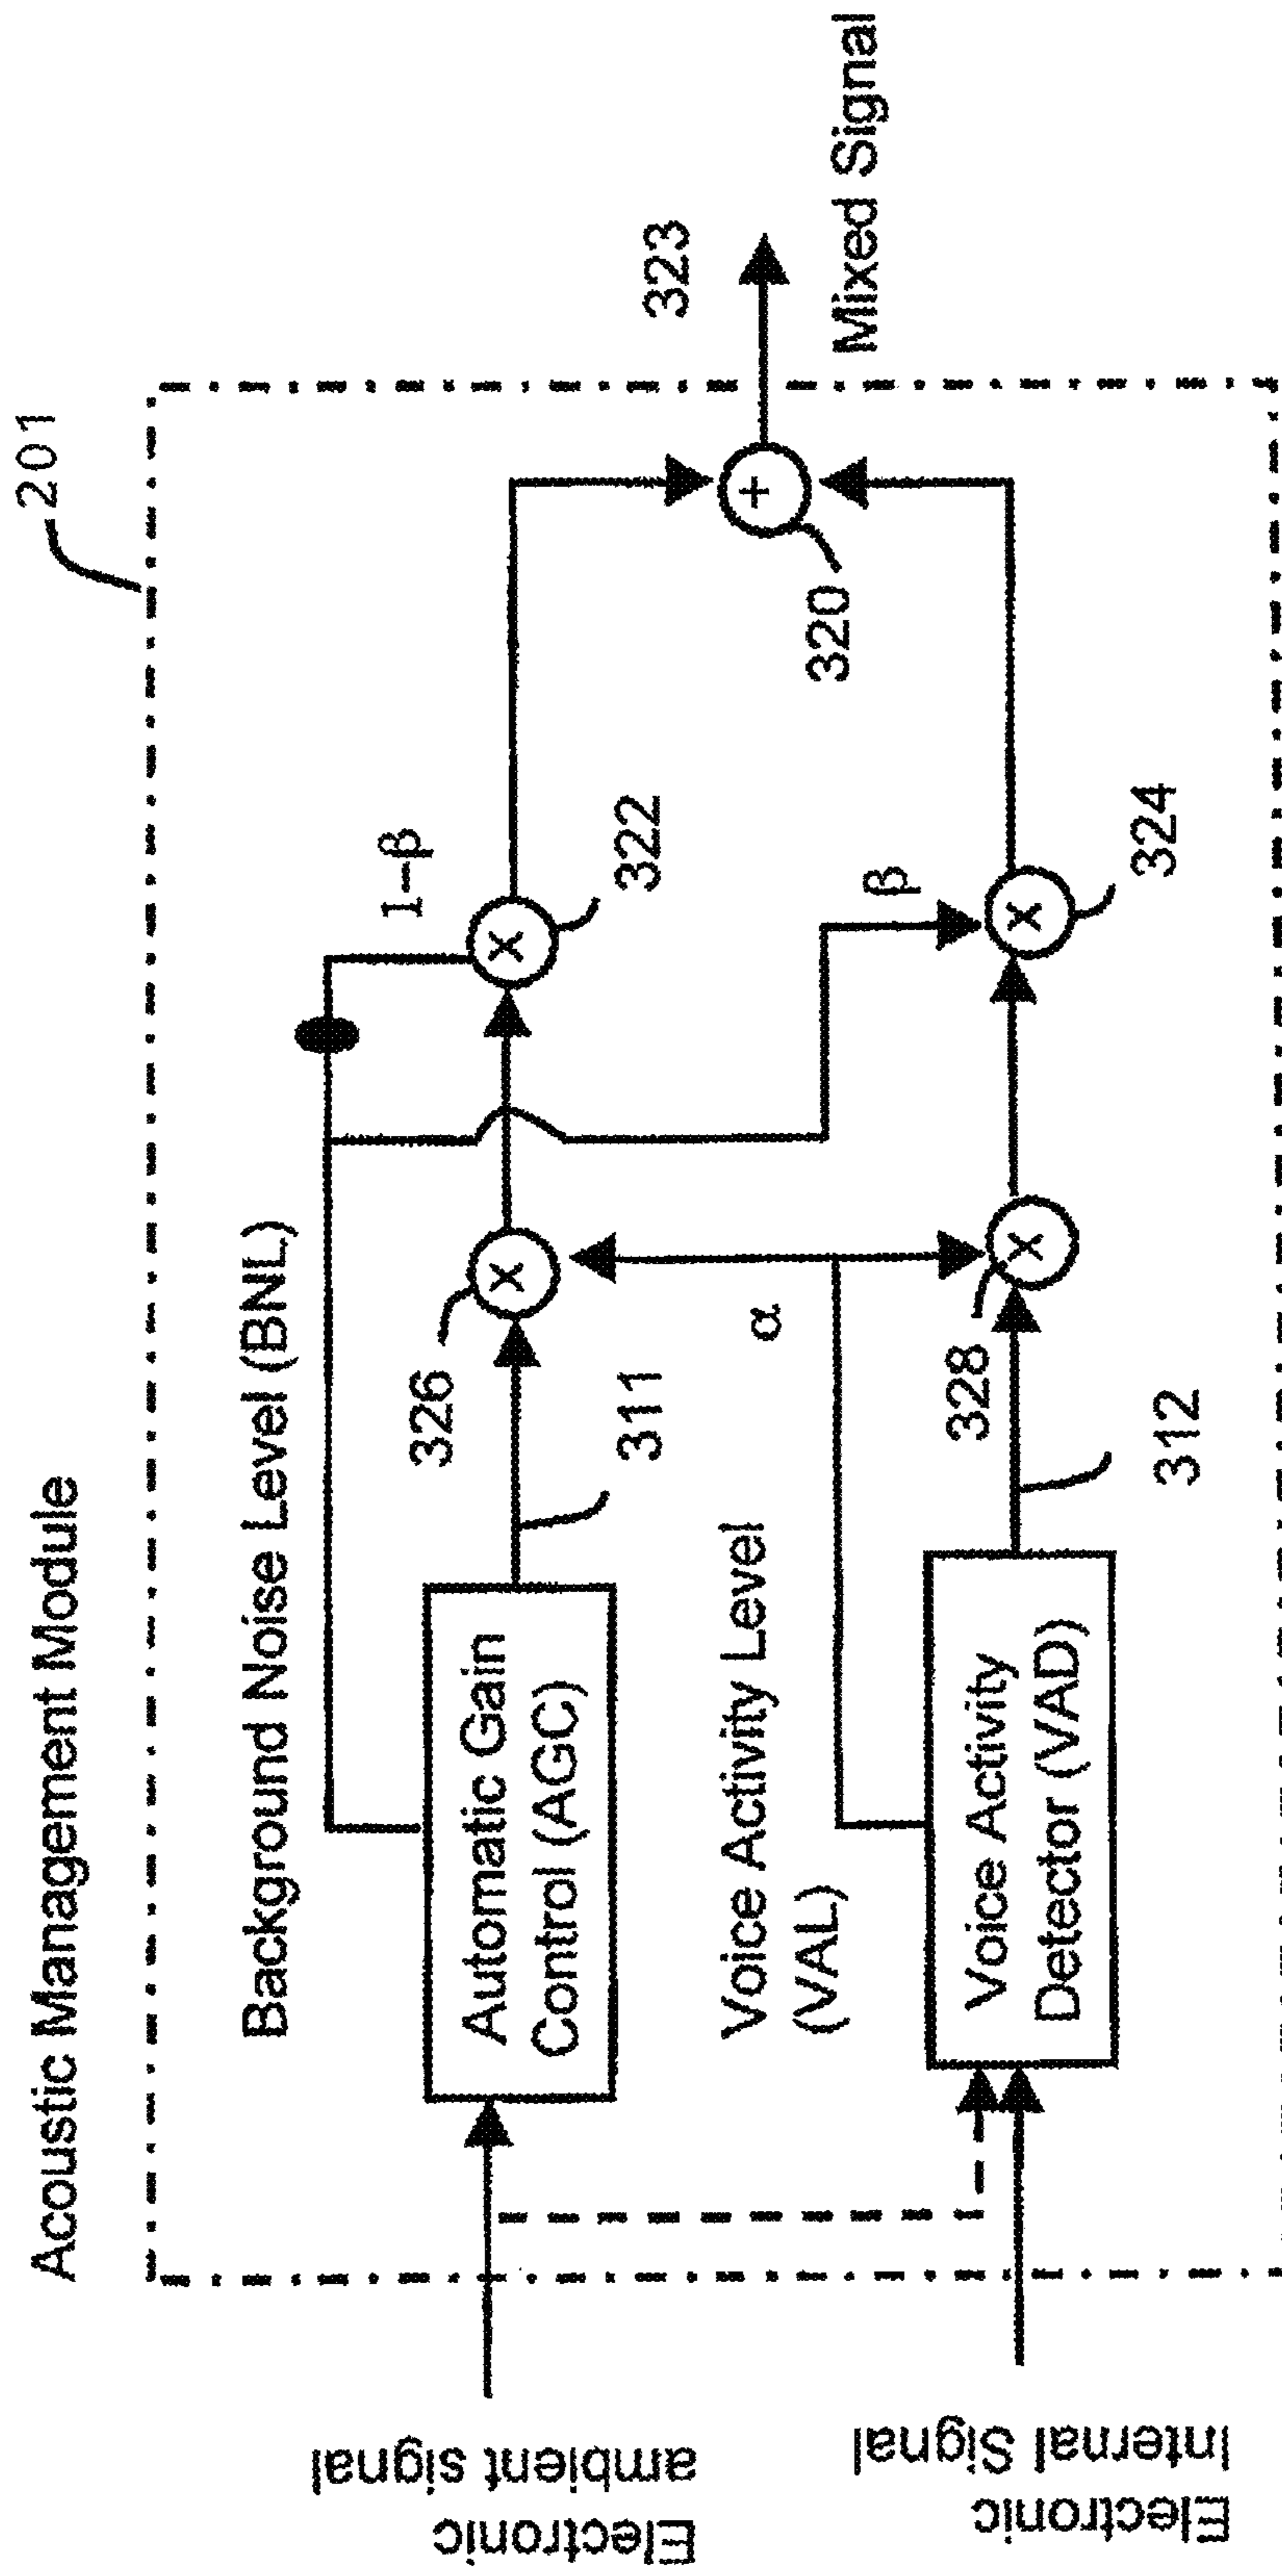 Acoustic Management Module
201
Background Noise Level (BNL)
1-β
Automatic Gain
Control (AGC)
326
X
X
322
311
323
Mixed Signal
+
320
Electronic
ambient signal
Voice Activity Level
(VAL)
α
β
328
X
X
324
Voice Activity
Detector (VAD)
312
Electronic
Internal Signal